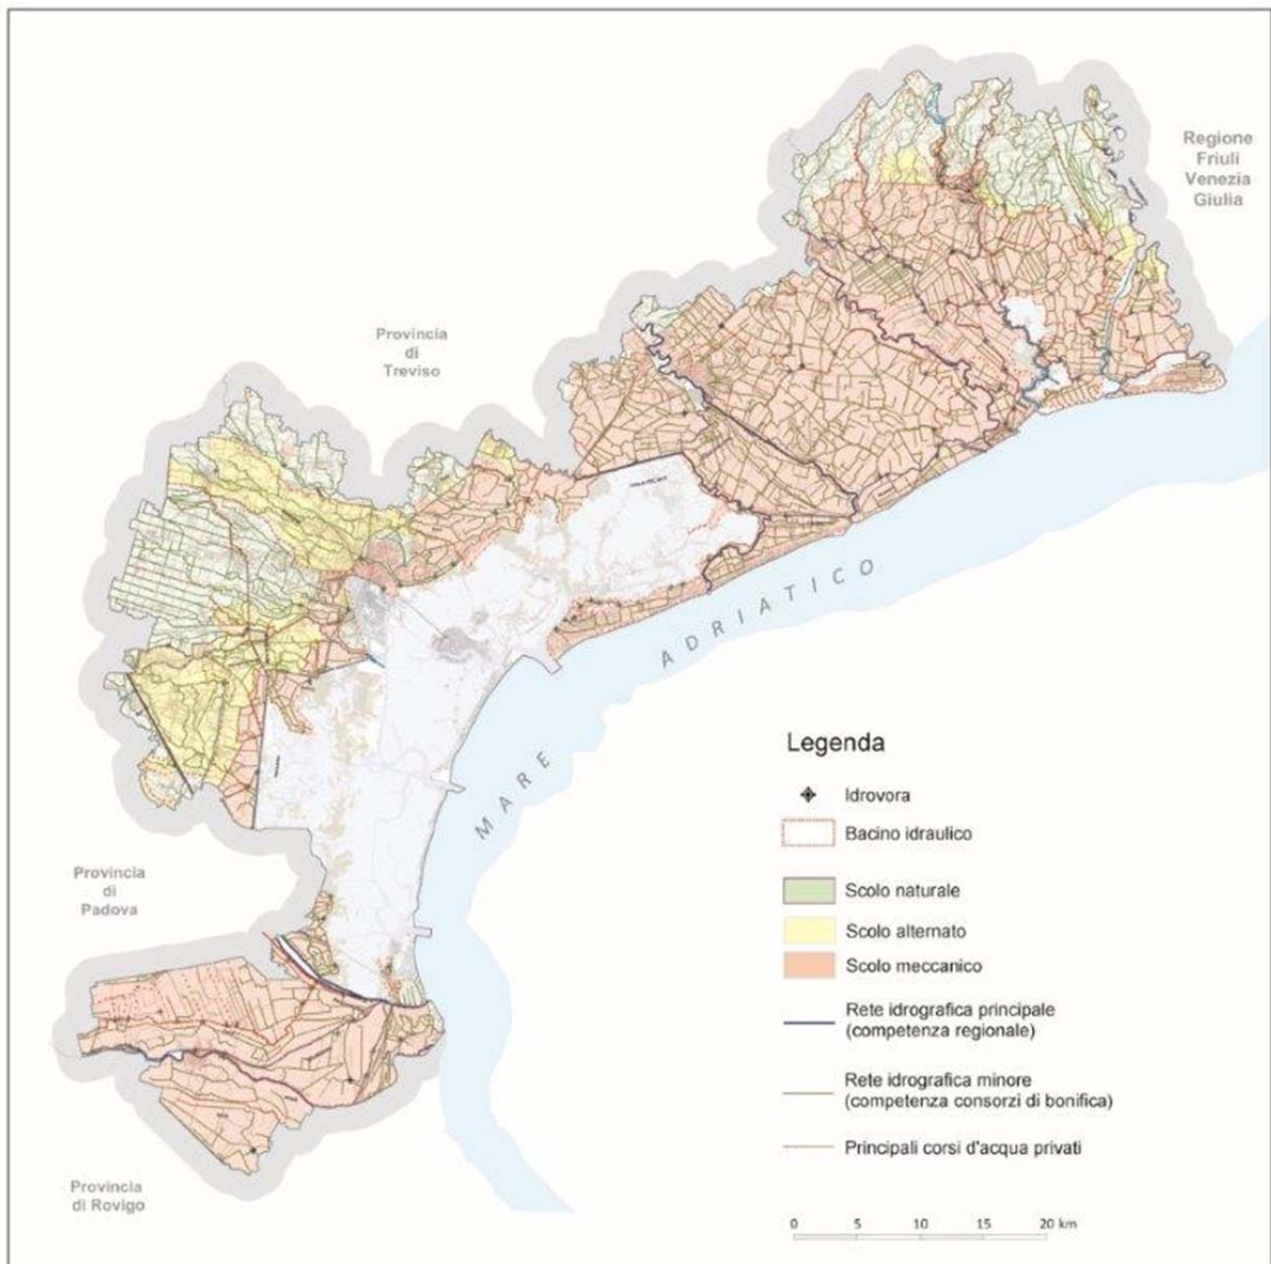 Regione
Friuli
Venezia
Giulia
Provincia
di
Treviso
MARE ADRIATICO
Provincia
di
Padova
Provincia
di Rovigo
Legenda
Idrovora
Bacino idraulico
Scolo naturale
Scolo alternato
Scolo meccanico
Rete idrografica principale
(competenza regionale)
Rete idrografica minore
(competenza consorzi di bonifica)
Principali corsi d'acqua privati
0 5 10 15 20 km